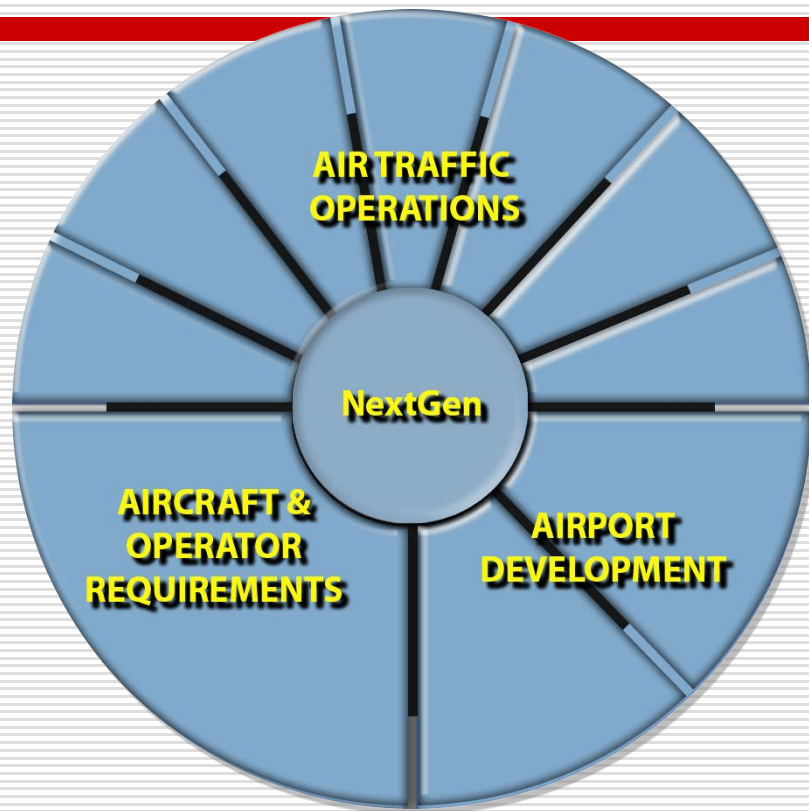 AIR TRAFFIC
OPERATIONS
NextGen
AIRCRAFT &
OPERATOR
REQUIREMENTS
AIRPORT
DEVELOPMENT